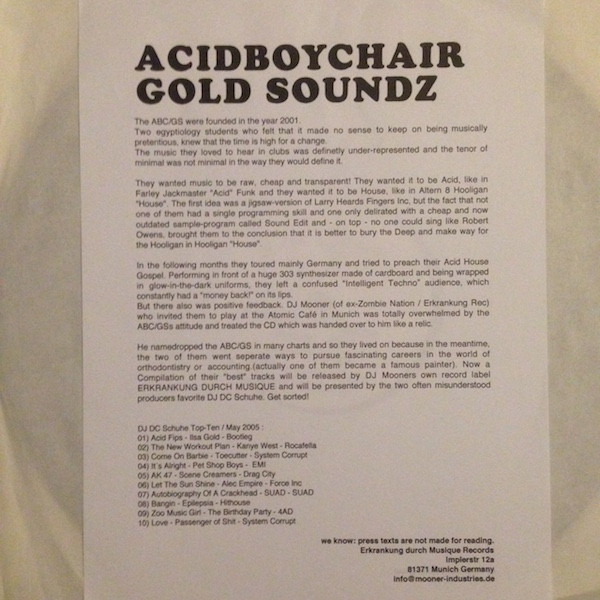 ACIDBOYCHAIR
GOLD SOUNDZ
The ABC/GS were founded in the year 2001.
Two egyptiology students who felt that it made no sense to keep on being musically
pretentious, knew that the time is high for a change.
The music they loved to hear in clubs was definetly under-represented and the tenor of
minimal was not minimal in the way they would define it.
They wanted music to be raw, cheap and transparent! They wanted it to be Acid, like in
Farley Jackmaster "Acid" Funk and they wanted it to be House, like in Altern 8 Hooligan
"House". The first idea was a jigsaw-version of Larry Heards Fingers Inc, but the fact that not
one of them had a single programming skill and one only delirated with a cheap and now
outdated sample-program called Sound Edit and - on top - no one could sing like Robert
Owens, brought them to the conclusion that it is better to bury the Deep and make way for
the Hooligan in Hooligan "House".
In the following months they toured mainly Germany and tried to preach their Acid House
Gospel. Performing in front of a huge 303 synthesizer made of cardboard and being wrapped
in glow-in-the-dark uniforms, they left a confused "Intelligent Techno" audience, which
constantly had a "money back!" on its lips.
But there also was positive feedback. DJ Mooner (of ex-Zombie Nation / Erkrankung Rec)
who invited them to play at the Atomic Café in Munich was totally overwhelmed by the
ABC/GSs attitude and treated the CD which was handed over to him like a relic.
He namedropped the ABC/GS in many charts and so they lived on because in the meantime,
the two of them went seperate ways to pursue fascinating careers in the world of
orthodontistry or accounting.(actually one of them became a famous painter). Now a
Compilation of their "best" tracks will be released by DJ Mooners own record label
ERKRANKUNG DURCH MUSIQUE and will be presented by the two often misunderstood
producers favorite DJ DC Schuhe. Get sorted!
DJ DC Schuhe Top-Ten / May 2005 :
01) Acid Fips - Ilsa Gold - Bootleg
02) The New Workout Plan - Kanye West - Rocafella
03) Come On Barbie - Toecutter - System Corrupt
04) It´s Alright - Pet Shop Boys - EMI
05) AK 47 - Scene Creamers - Drag City
06) Let The Sun Shine - Alec Empire - Force Inc
07) Autobiography Of A Crackhead - SUAD - SUAD
08) Bangin - Epilepsia - Hithouse
09) Zoo Music Girl - The Birthday Party - 4AD
10) Love - Passenger of Shit - System Corrupt
we know: press texts are not made for reading.
Erkrankung durch Musique Records
Implerstr 12a
81371 Munich Germany
info@mooner-industries.de